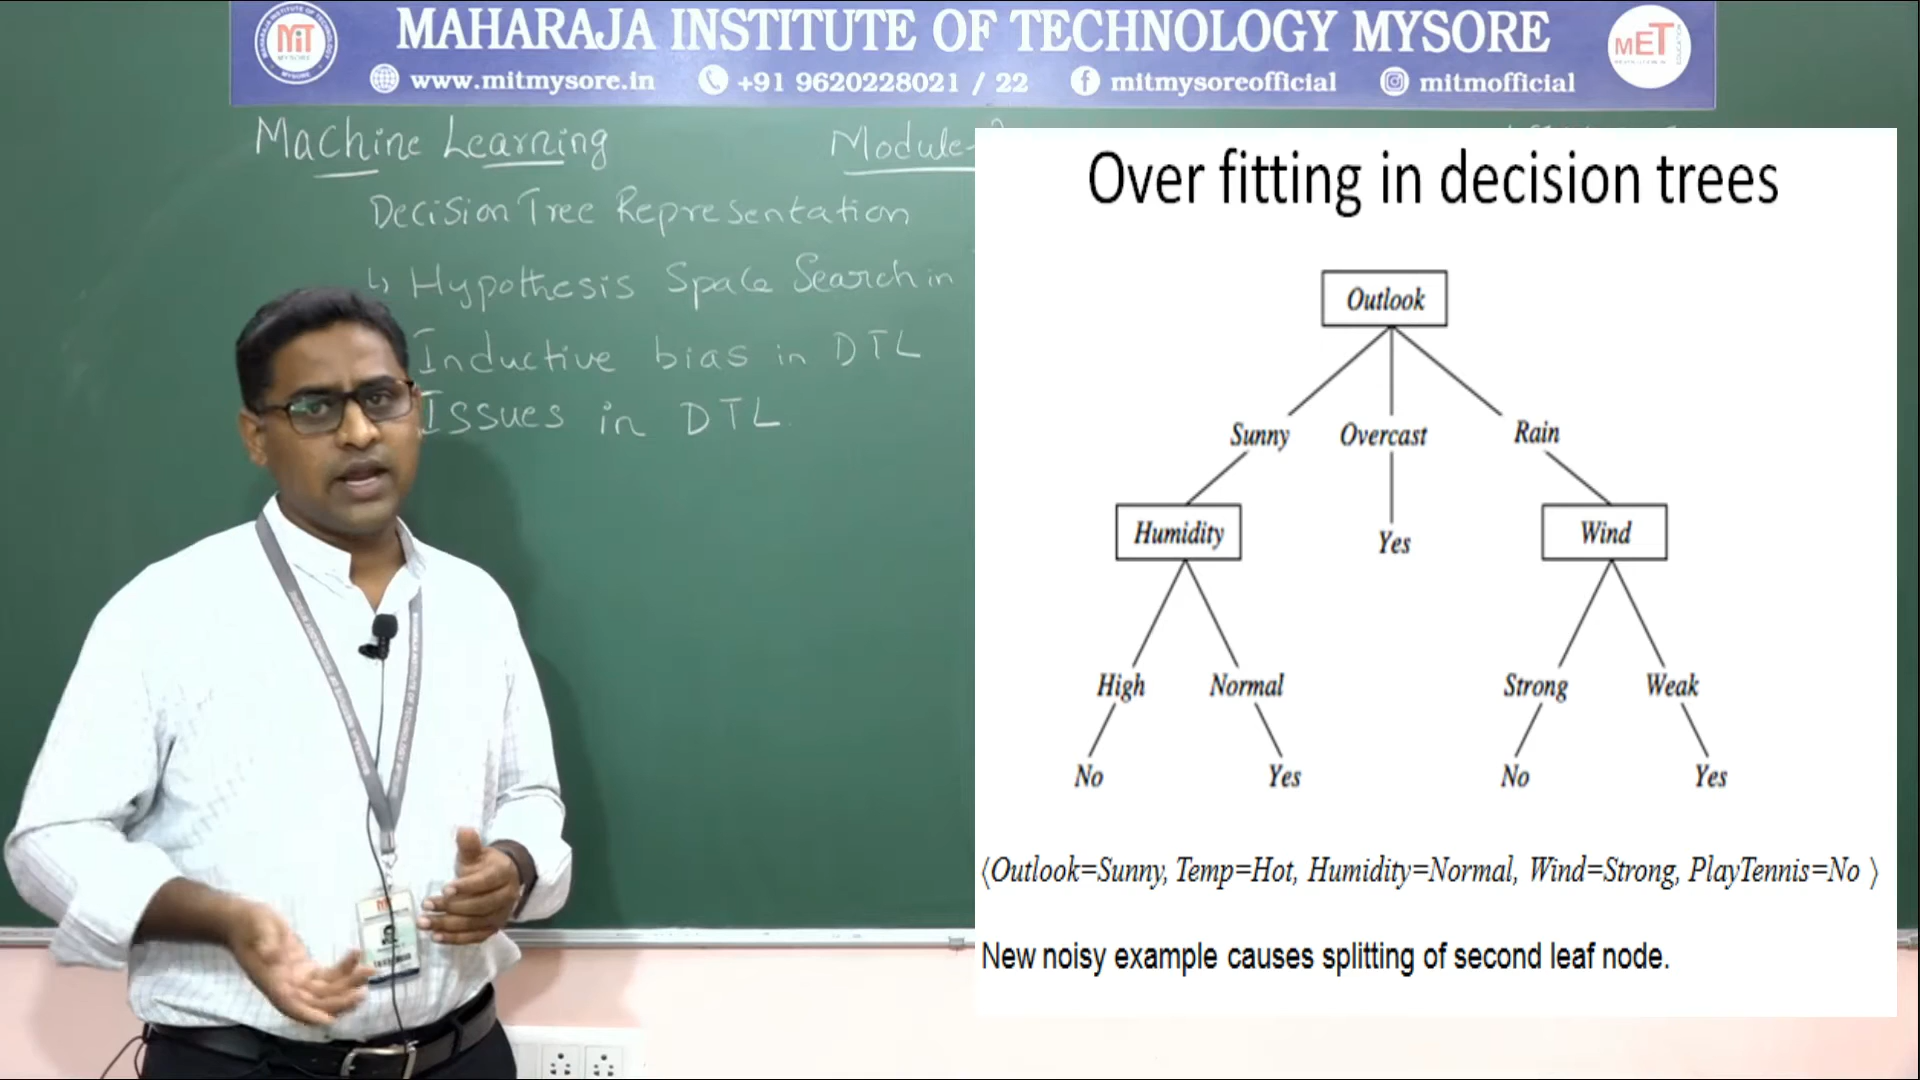 MAHARAJA INSTITUTE OF TECHNOLOGY MYSORE
MiT
MYSORE
MET
www.mitmysore.in +91 9620228021 / 22 mitmysoreofficial mitmofficial
Machine Learning
Module-
Decision Tree Representation
Hypothesis Space Search in
Inductive bias in DTL
Issues in DTL.
Over fitting in decision trees
Outlook
Sunny Overcast Rain
Humidity Yes Wind
High Normal Strong Weak
No Yes No Yes
⟨Outlook=Sunny, Temp=Hot, Humidity=Normal, Wind=Strong, PlayTennis=No ⟩
New noisy example causes splitting of second leaf node.